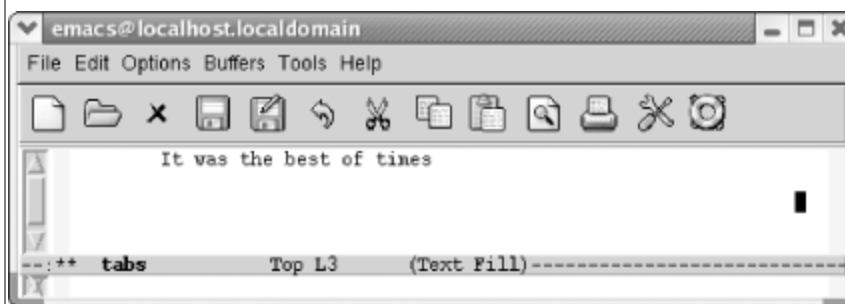 emacs@localhost.localdomain
File Edit Options Buffers Tools Help
It was the best of times
--:** tabs Top L3 (Text Fill)----------------------------